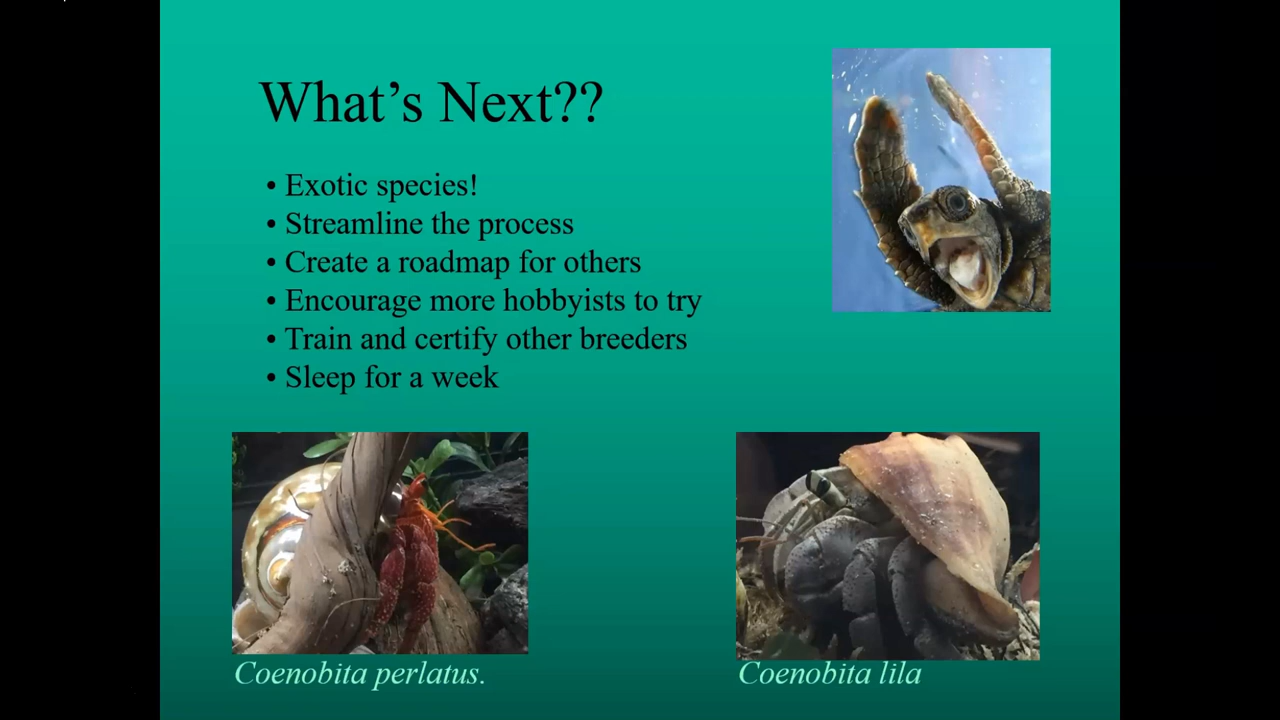 What’s Next??
• Exotic species!
• Streamline the process
• Create a roadmap for others
• Encourage more hobbyists to try
• Train and certify other breeders
• Sleep for a week
Coenobita perlatus.
Coenobita lila